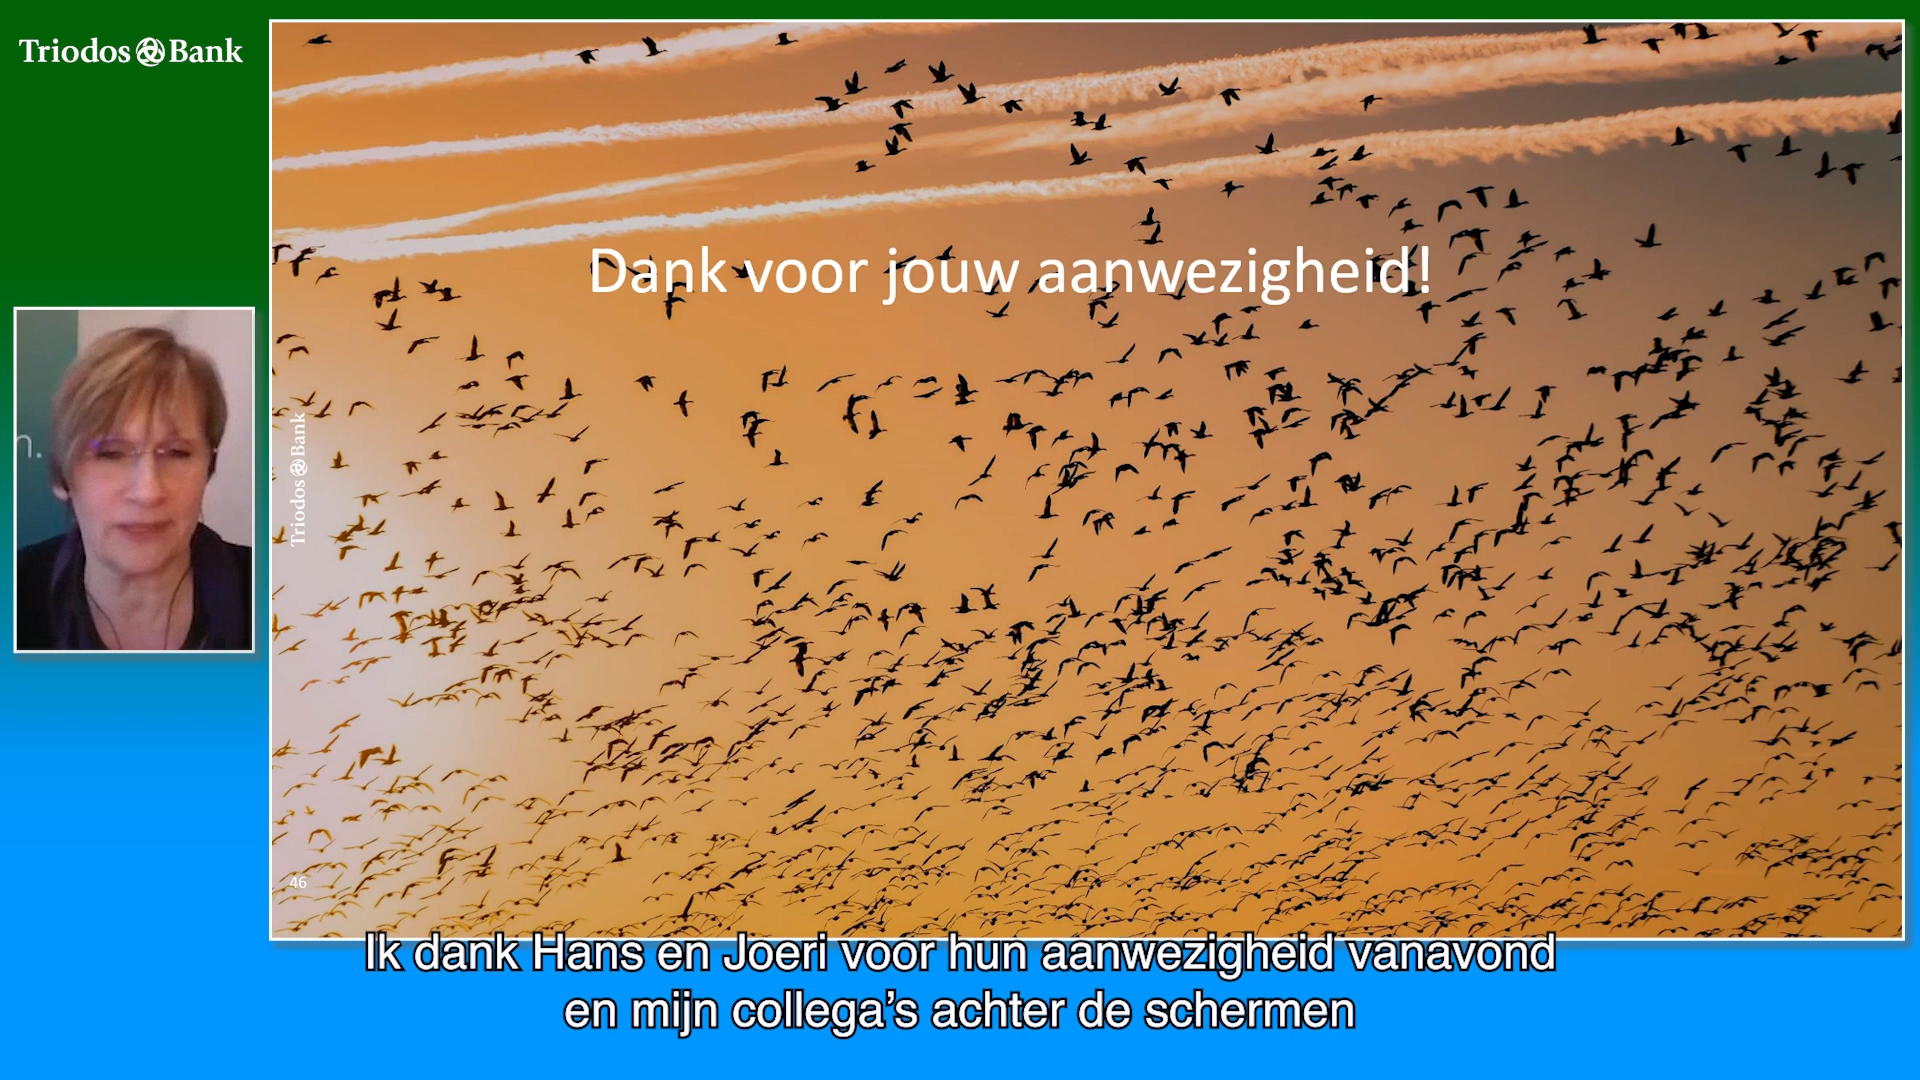 Triodos Bank
Dank voor jouw aanwezigheid!
n.
Triodos Bank
46
Ik dank Hans en Joeri voor hun aanwezigheid vanavond
en mijn collega’s achter de schermen